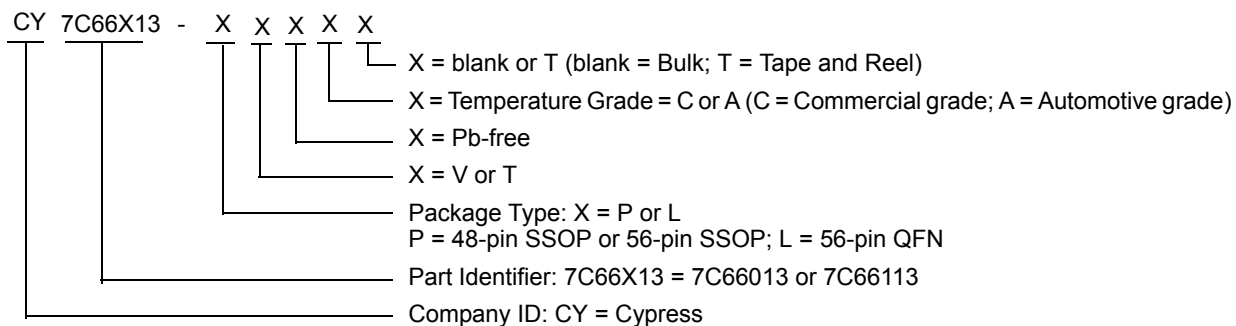 CY 7C66X13 - X X X X X
X = blank or T (blank = Bulk; T = Tape and Reel)
X = Temperature Grade = C or A (C = Commercial grade; A = Automotive grade)
X = Pb-free
X = V or T
Package Type: X = P or L
P = 48-pin SSOP or 56-pin SSOP; L = 56-pin QFN
Part Identifier: 7C66X13 = 7C66013 or 7C66113
Company ID: CY = Cypress